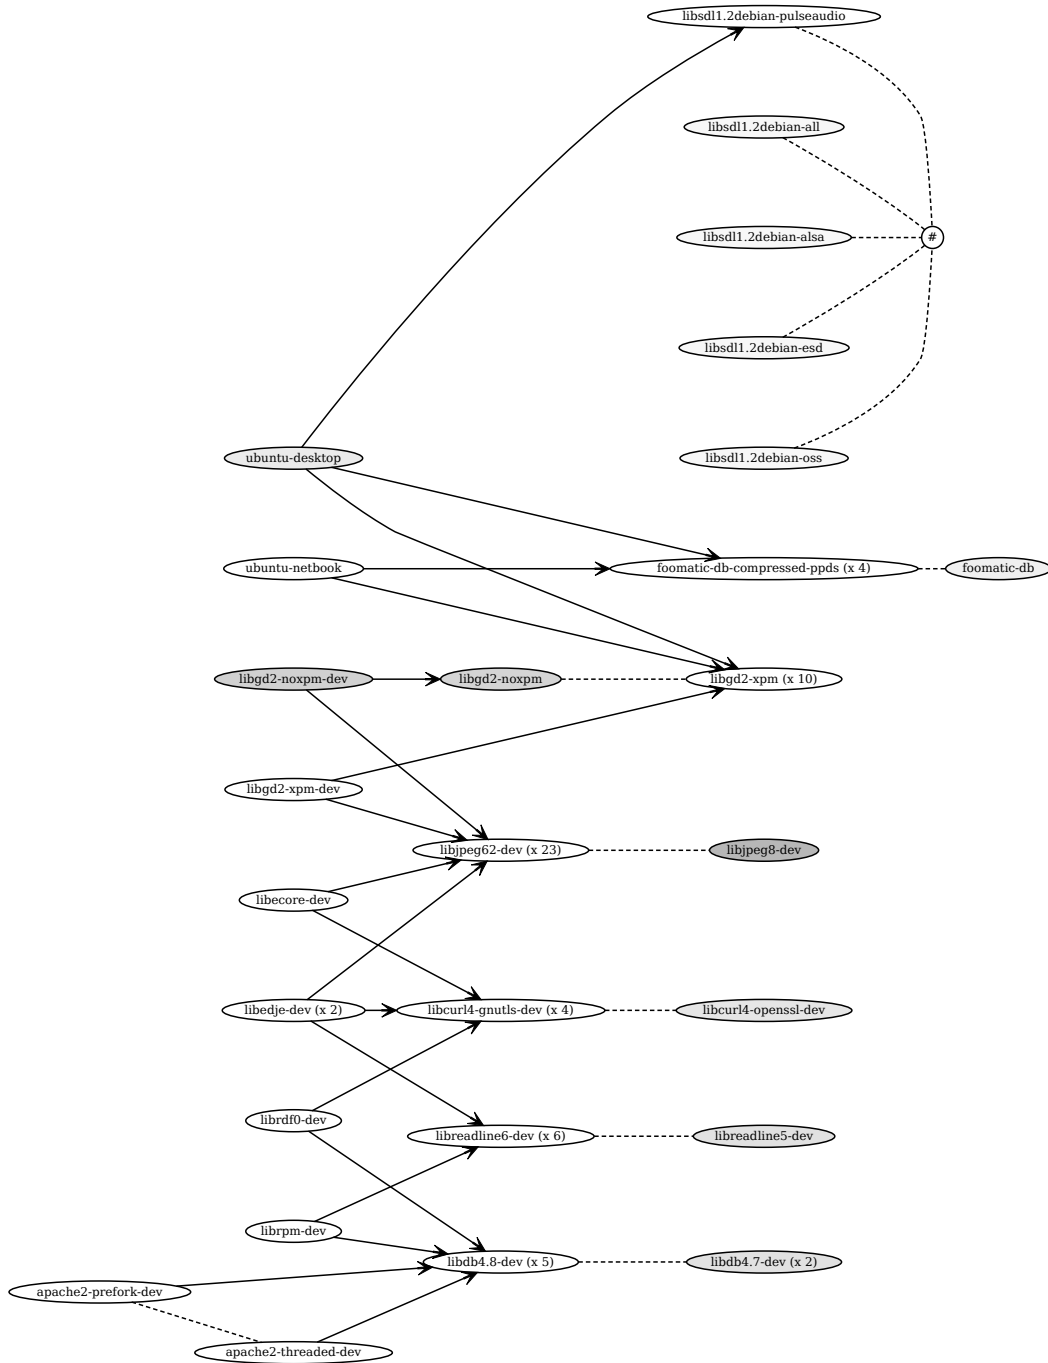 libsdl1.2debian-pulseaudio
libsdl1.2debian-all
libsdl1.2debian-alsa
#
libsdl1.2debian-esd
ubuntu-desktop
libsdl1.2debian-oss
ubuntu-netbook
foomatic-db-compressed-ppds (x 4)
foomatic-db
libgd2-noxpm-dev
libgd2-noxpm
libgd2-xpm (x 10)
libgd2-xpm-dev
libjpeg62-dev (x 23)
libjpeg8-dev
libecore-dev
libedje-dev (x 2)
libcurl4-gnutls-dev (x 4)
libcurl4-openssl-dev
librdf0-dev
libreadline6-dev (x 6)
libreadline5-dev
librpm-dev
libdb4.8-dev (x 5)
libdb4.7-dev (x 2)
apache2-prefork-dev
apache2-threaded-dev